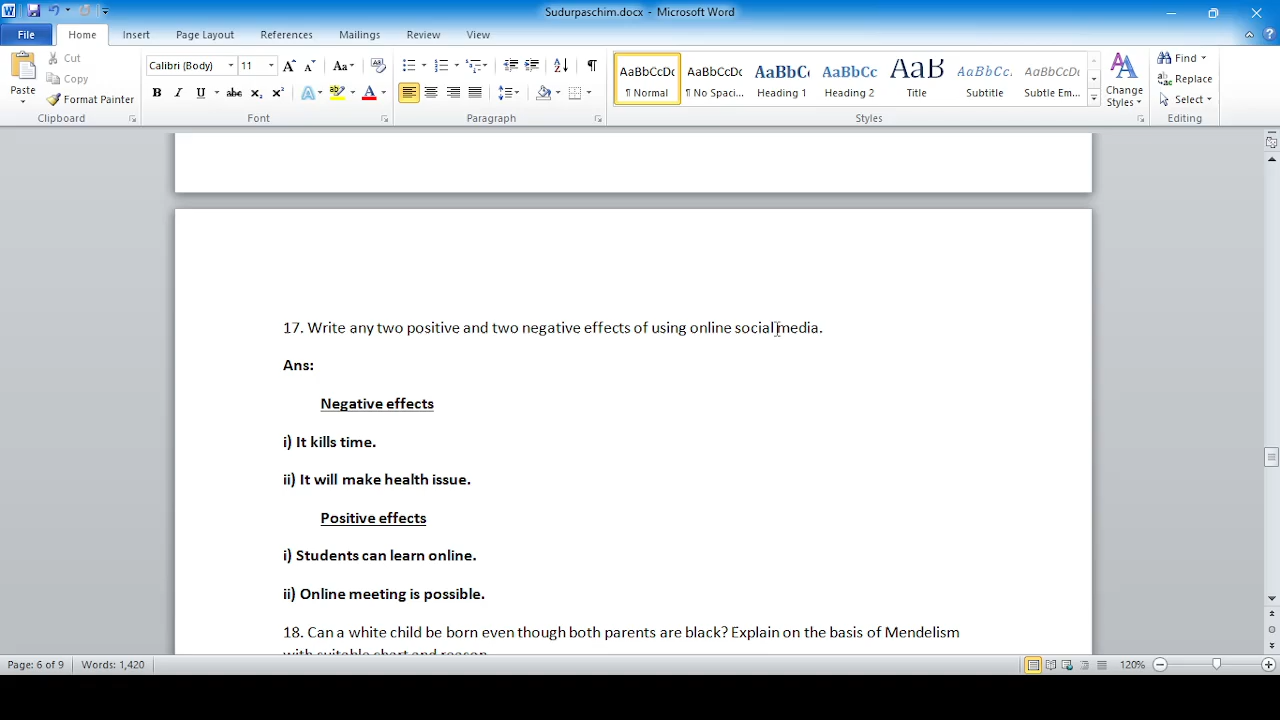 Sudurpaschim.docx - Microsoft Word
File Home Insert Page Layout References Mailings Review View
Paste
Cut
Copy
Format Painter
Clipboard
Calibri (Body) 11
Font
Paragraph
AaBbCcDc AaBbCcDc AaBbC AaBbCc AaB AaBbCc. AaBbCcDc
¶ Normal ¶ No Spaci... Heading 1 Heading 2 Title Subtitle Subtle Em...
Styles
Change
Styles
Find
Replace
Select
Editing
17. Write any two positive and two negative effects of using online social media.
Ans:
Negative effects
i) It kills time.
ii) It will make health issue.
Positive effects
i) Students can learn online.
ii) Online meeting is possible.
18. Can a white child be born even though both parents are black? Explain on the basis of Mendelism
with suitable chart and reason.
Page: 6 of 9 Words: 1,420 120%